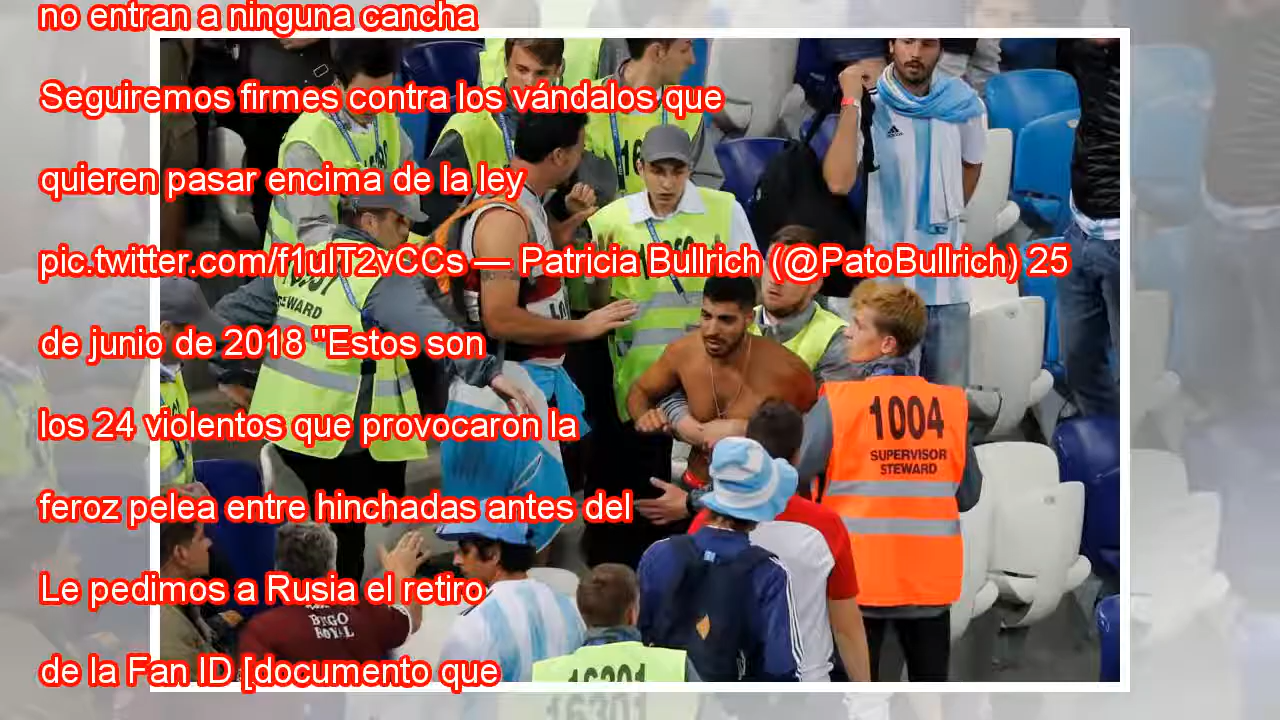 no entran a ninguna cancha
Seguiremos firmes contra los vándalos que
quieren pasar encima de la ley
pic.twitter.com/f1ulT2vCCs — Patricia Bullrich (@PatoBullrich) 25
de junio de 2018 "Estos son
los 24 violentos que provocaron la
feroz pelea entre hinchadas antes del
Le pedimos a Rusia el retiro
de la Fan ID [documento que
STEWARD
1004
SUPERVISOR
STEWARD
16301